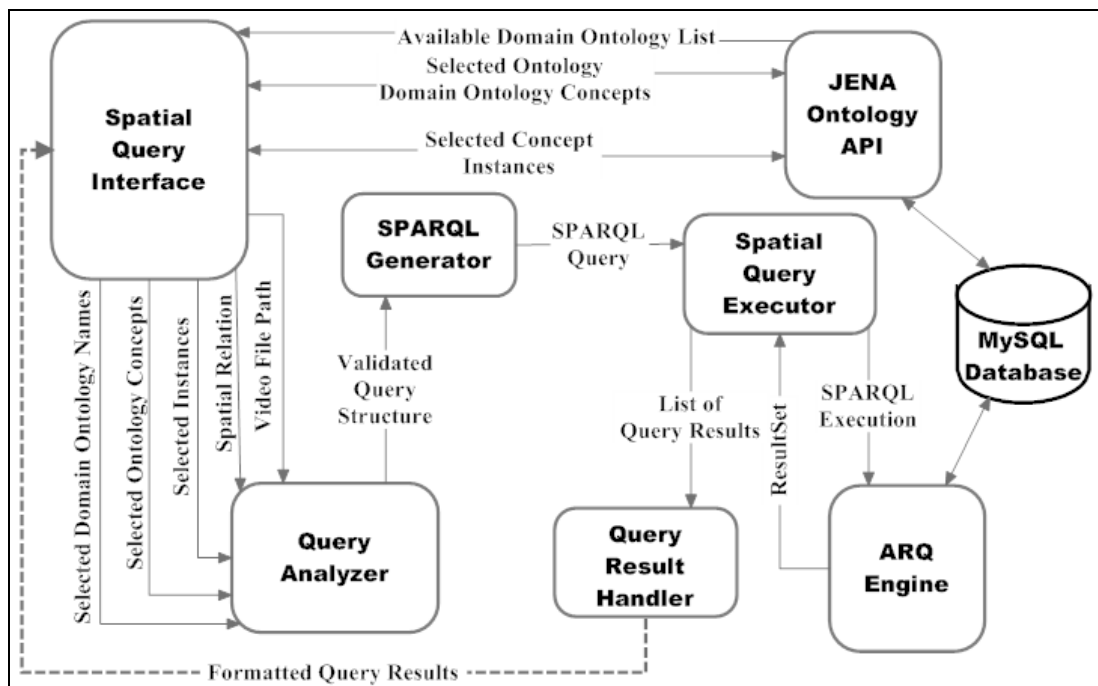 Available Domain Ontology List
Selected Ontology
Domain Ontology Concepts
Selected Concept
Instances
Spatial
Query
Interface
JENA
Ontology
API
SPARQL
Generator
SPARQL
Query
Spatial
Query
Executor
MySQL
Database
Selected Domain Ontology Names
Selected Ontology Concepts
Selected Instances
Spatial Relation
Video File Path
Validated
Query
Structure
List of
Query Results
ResultSet
SPARQL
Execution
Query
Analyzer
Query
Result
Handler
ARQ
Engine
Formatted Query Results